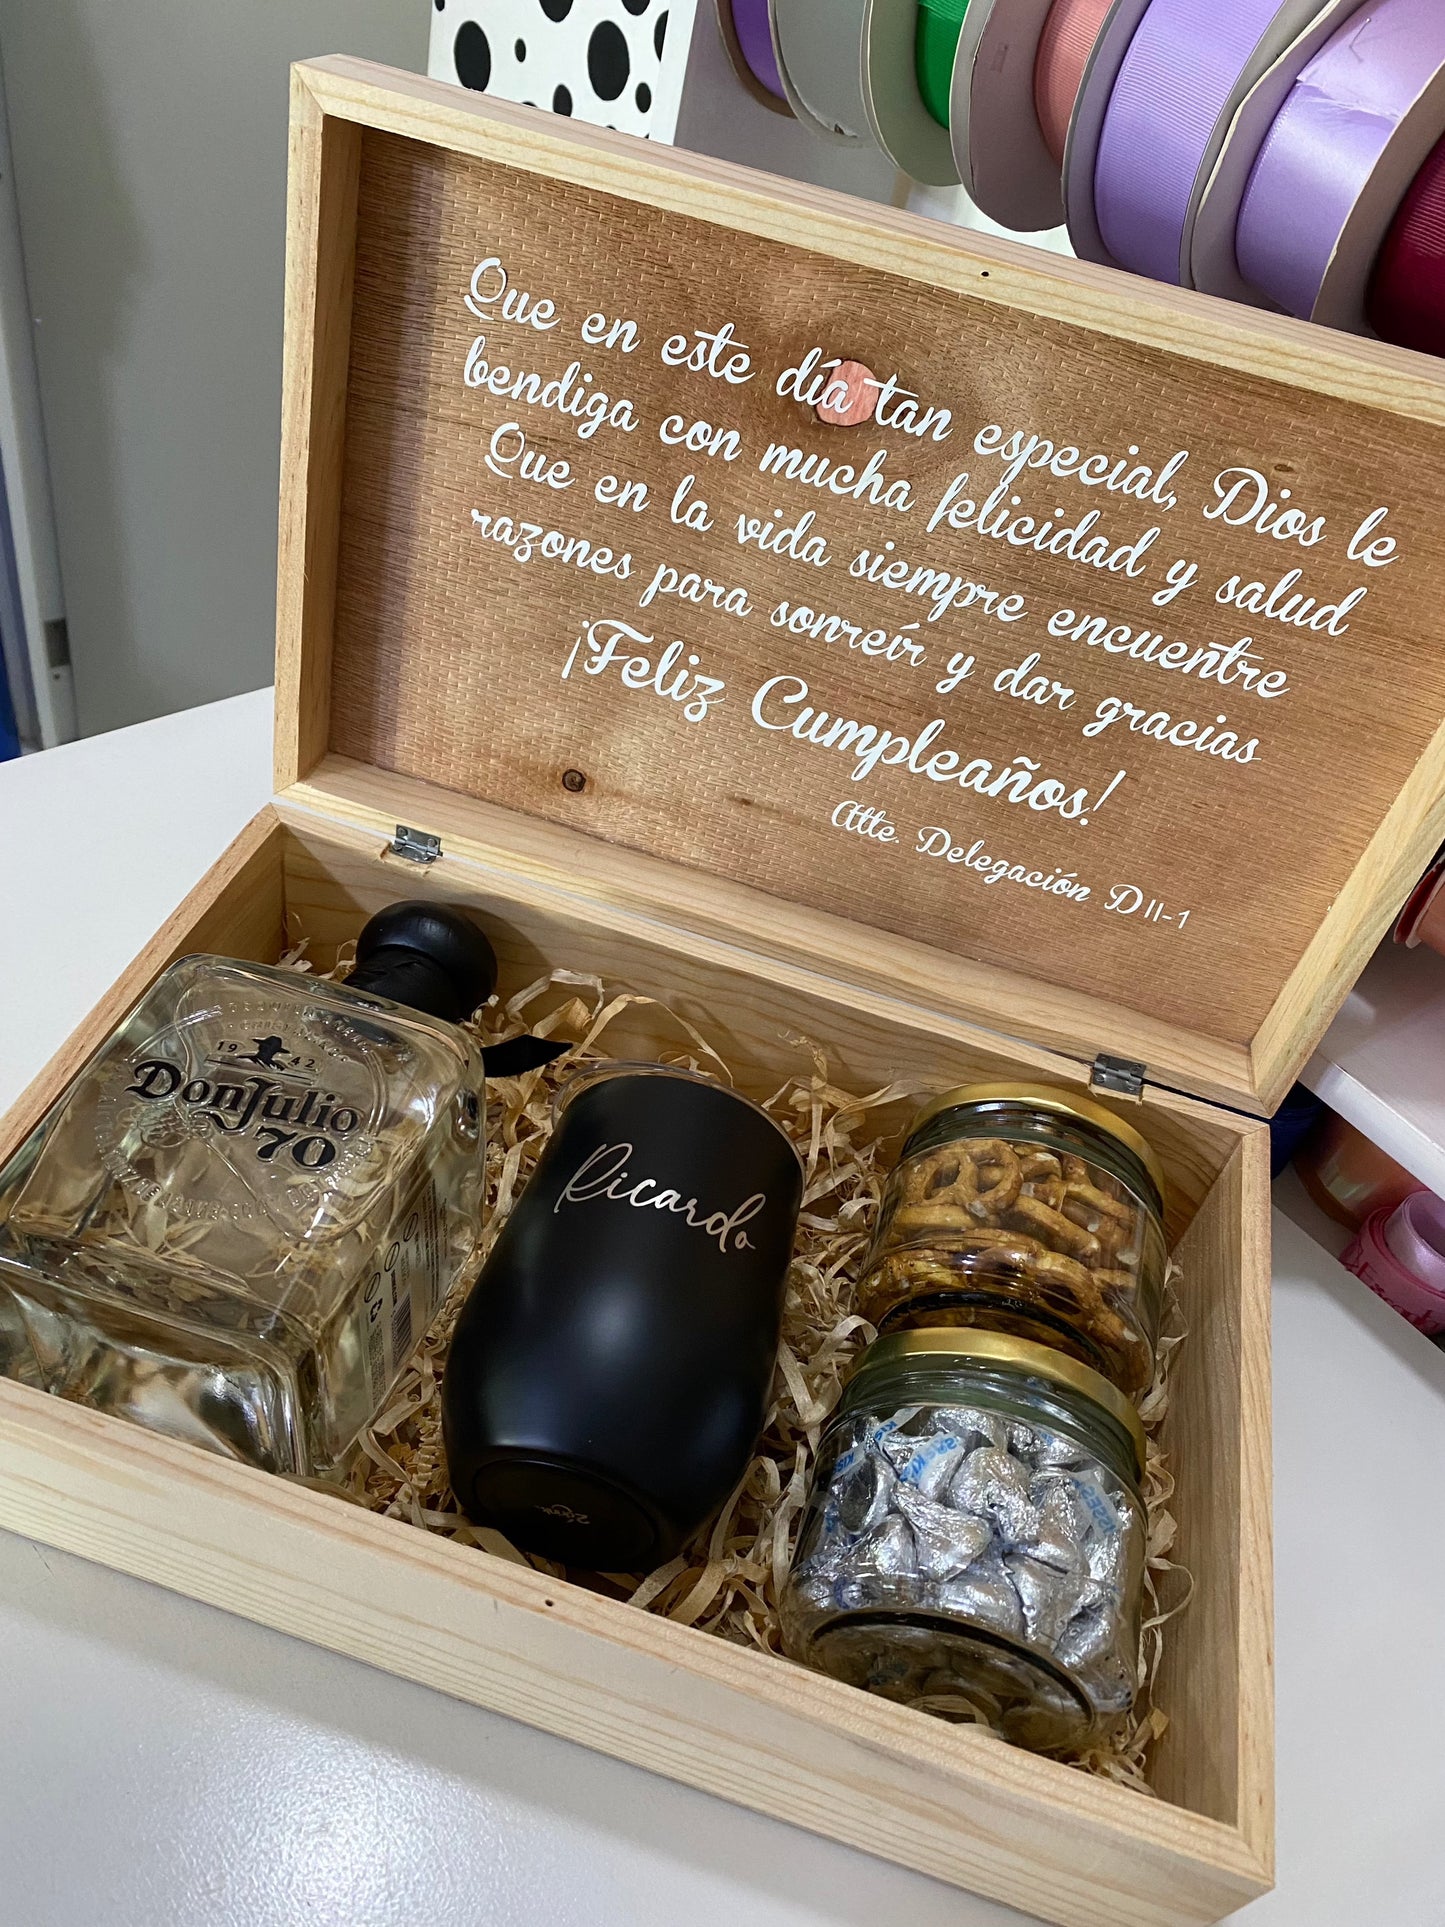 Que en este día tan especial, Dios le
bendiga con mucha felicidad y salud
Que en la vida siempre encuentre
razones para sonreír y dar gracias
¡Feliz Cumpleaños!
Atte. Delegación D II-1
1942
Don Julio
70
Ricardo
KISSES